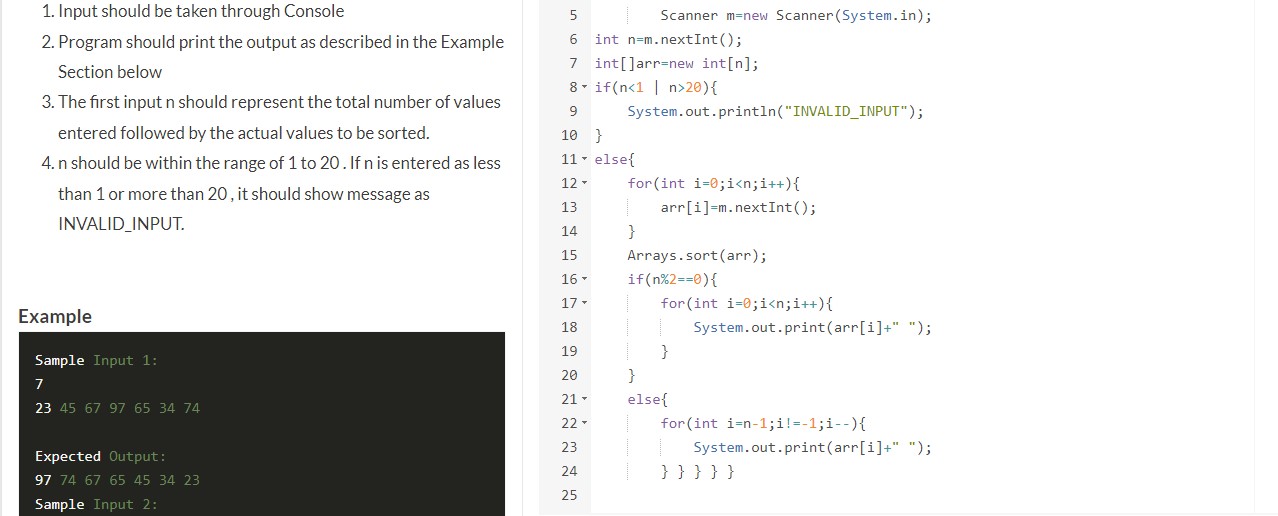 1. Input should be taken through Console
2. Program should print the output as described in the Example
Section below
3. The first input n should represent the total number of values
entered followed by the actual values to be sorted.
4. n should be within the range of 1 to 20 . If n is entered as less
than 1 or more than 20 , it should show message as
INVALID_INPUT.
Example
Sample Input 1:
7
23 45 67 97 65 34 74
Expected Output:
97 74 67 65 45 34 23
Sample Input 2:
5 Scanner m=new Scanner(System.in);
6 int n=m.nextInt();
7 int[]arr=new int[n];
8 if(n<1 | n>20){
9 System.out.println("INVALID_INPUT");
10 }
11 else{
12 for(int i=0;i<n;i++){
13 arr[i]=m.nextInt();
14 }
15 Arrays.sort(arr);
16 if(n%2==0){
17 for(int i=0;i<n;i++){
18 System.out.print(arr[i]+" ");
19 }
20 }
21 else{
22 for(int i=n-1;i!=-1;i--){
23 System.out.print(arr[i]+" ");
24 } } } } }
25